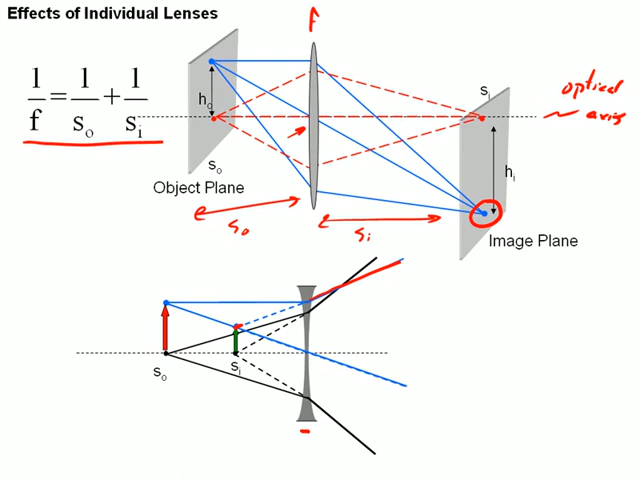 Effects of Individual Lenses
f
1/f = 1/so + 1/si
ho
so
Object Plane
si
optical
axis
hi
Image Plane
so
si
so
si
-